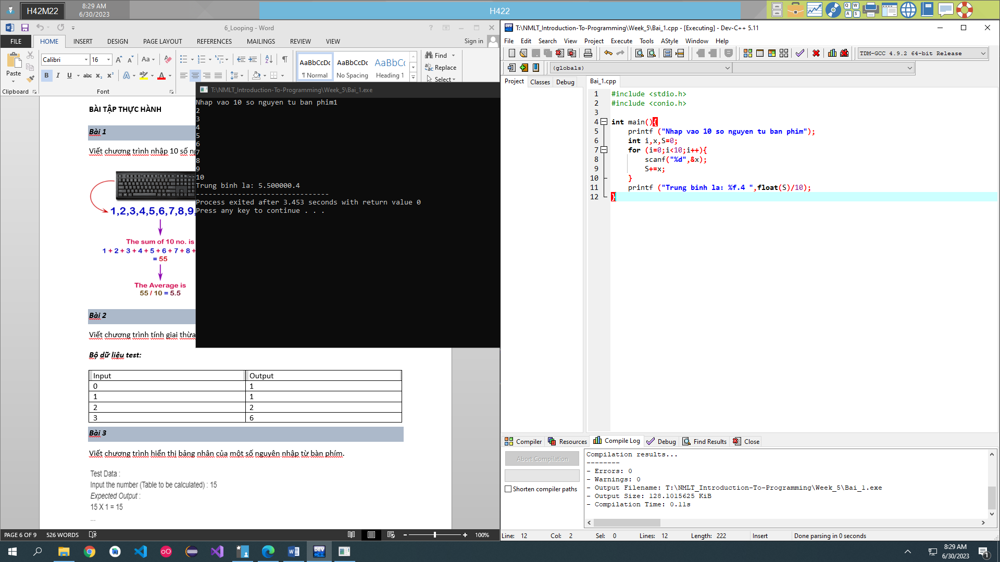 H42M22
8:29 AM
6/30/2023
H422
6_Looping - Word
FILE HOME INSERT DESIGN PAGE LAYOUT REFERENCES MAILINGS REVIEW VIEW Sign in
Paste
Calibri 16
AaBbCcDc AaBbCcDc AaBbCc
¶ Normal No Spacing Heading 1
Find
Replace
Select
Clipboard Font
BÀI TẬP THỰC HÀNH
Bài 1
Viết chương trình nhập 10 số ng
1,2,3,4,5,6,7,8,9,
The sum of 10 no. is
1 + 2 + 3 + 4 + 5 + 6 + 7 + 8 +
= 55
The Average is
55 / 10 = 5.5
Bài 2
Viết chương trình tính giai thừa
Bộ dữ liệu test:
Input Output
0 1
1 1
2 2
3 6
Bài 3
Viết chương trình hiển thị bảng nhân của một số nguyên nhập từ bàn phím.
Test Data :
Input the number (Table to be calculated) : 15
Expected Output :
15 X 1 = 15
...
PAGE 6 OF 9 526 WORDS 100%
T:\NMLT_Introduction-To-Programming\Week_5\Bai_1.exe
Nhap vao 10 so nguyen tu ban phim1
2
3
4
5
6
7
8
9
10
Trung binh la: 5.500000.4
--------------------------------
Process exited after 3.453 seconds with return value 0
Press any key to continue . . .
T:\NMLT_Introduction-To-Programming\Week_5\Bai_1.cpp - [Executing] - Dev-C++ 5.11
File Edit Search View Project Execute Tools AStyle Window Help
TDM-GCC 4.9.2 64-bit Release
(globals)
Project Classes Debug
Bai_1.cpp
1 #include <stdio.h>
2 #include <conio.h>
3
4 int main(){
5 printf ("Nhap vao 10 so nguyen tu ban phim");
6 int i,x,S=0;
7 for (i=0;i<10;i++){
8 scanf("%d",&x);
9 S+=x;
10 }
11 printf ("Trung binh la: %f.4 ",float(S)/10);
12 }
Compiler Resources Compile Log Debug Find Results Close
Abort Compilation
Shorten compiler paths
Compilation results...
--------
- Errors: 0
- Warnings: 0
- Output Filename: T:\NMLT_Introduction-To-Programming\Week_5\Bai_1.exe
- Output Size: 128.1015625 KiB
- Compilation Time: 0.11s
Line: 12 Col: 2 Sel: 0 Lines: 12 Length: 222 Insert Done parsing in 0 seconds
8:29 AM
6/30/2023